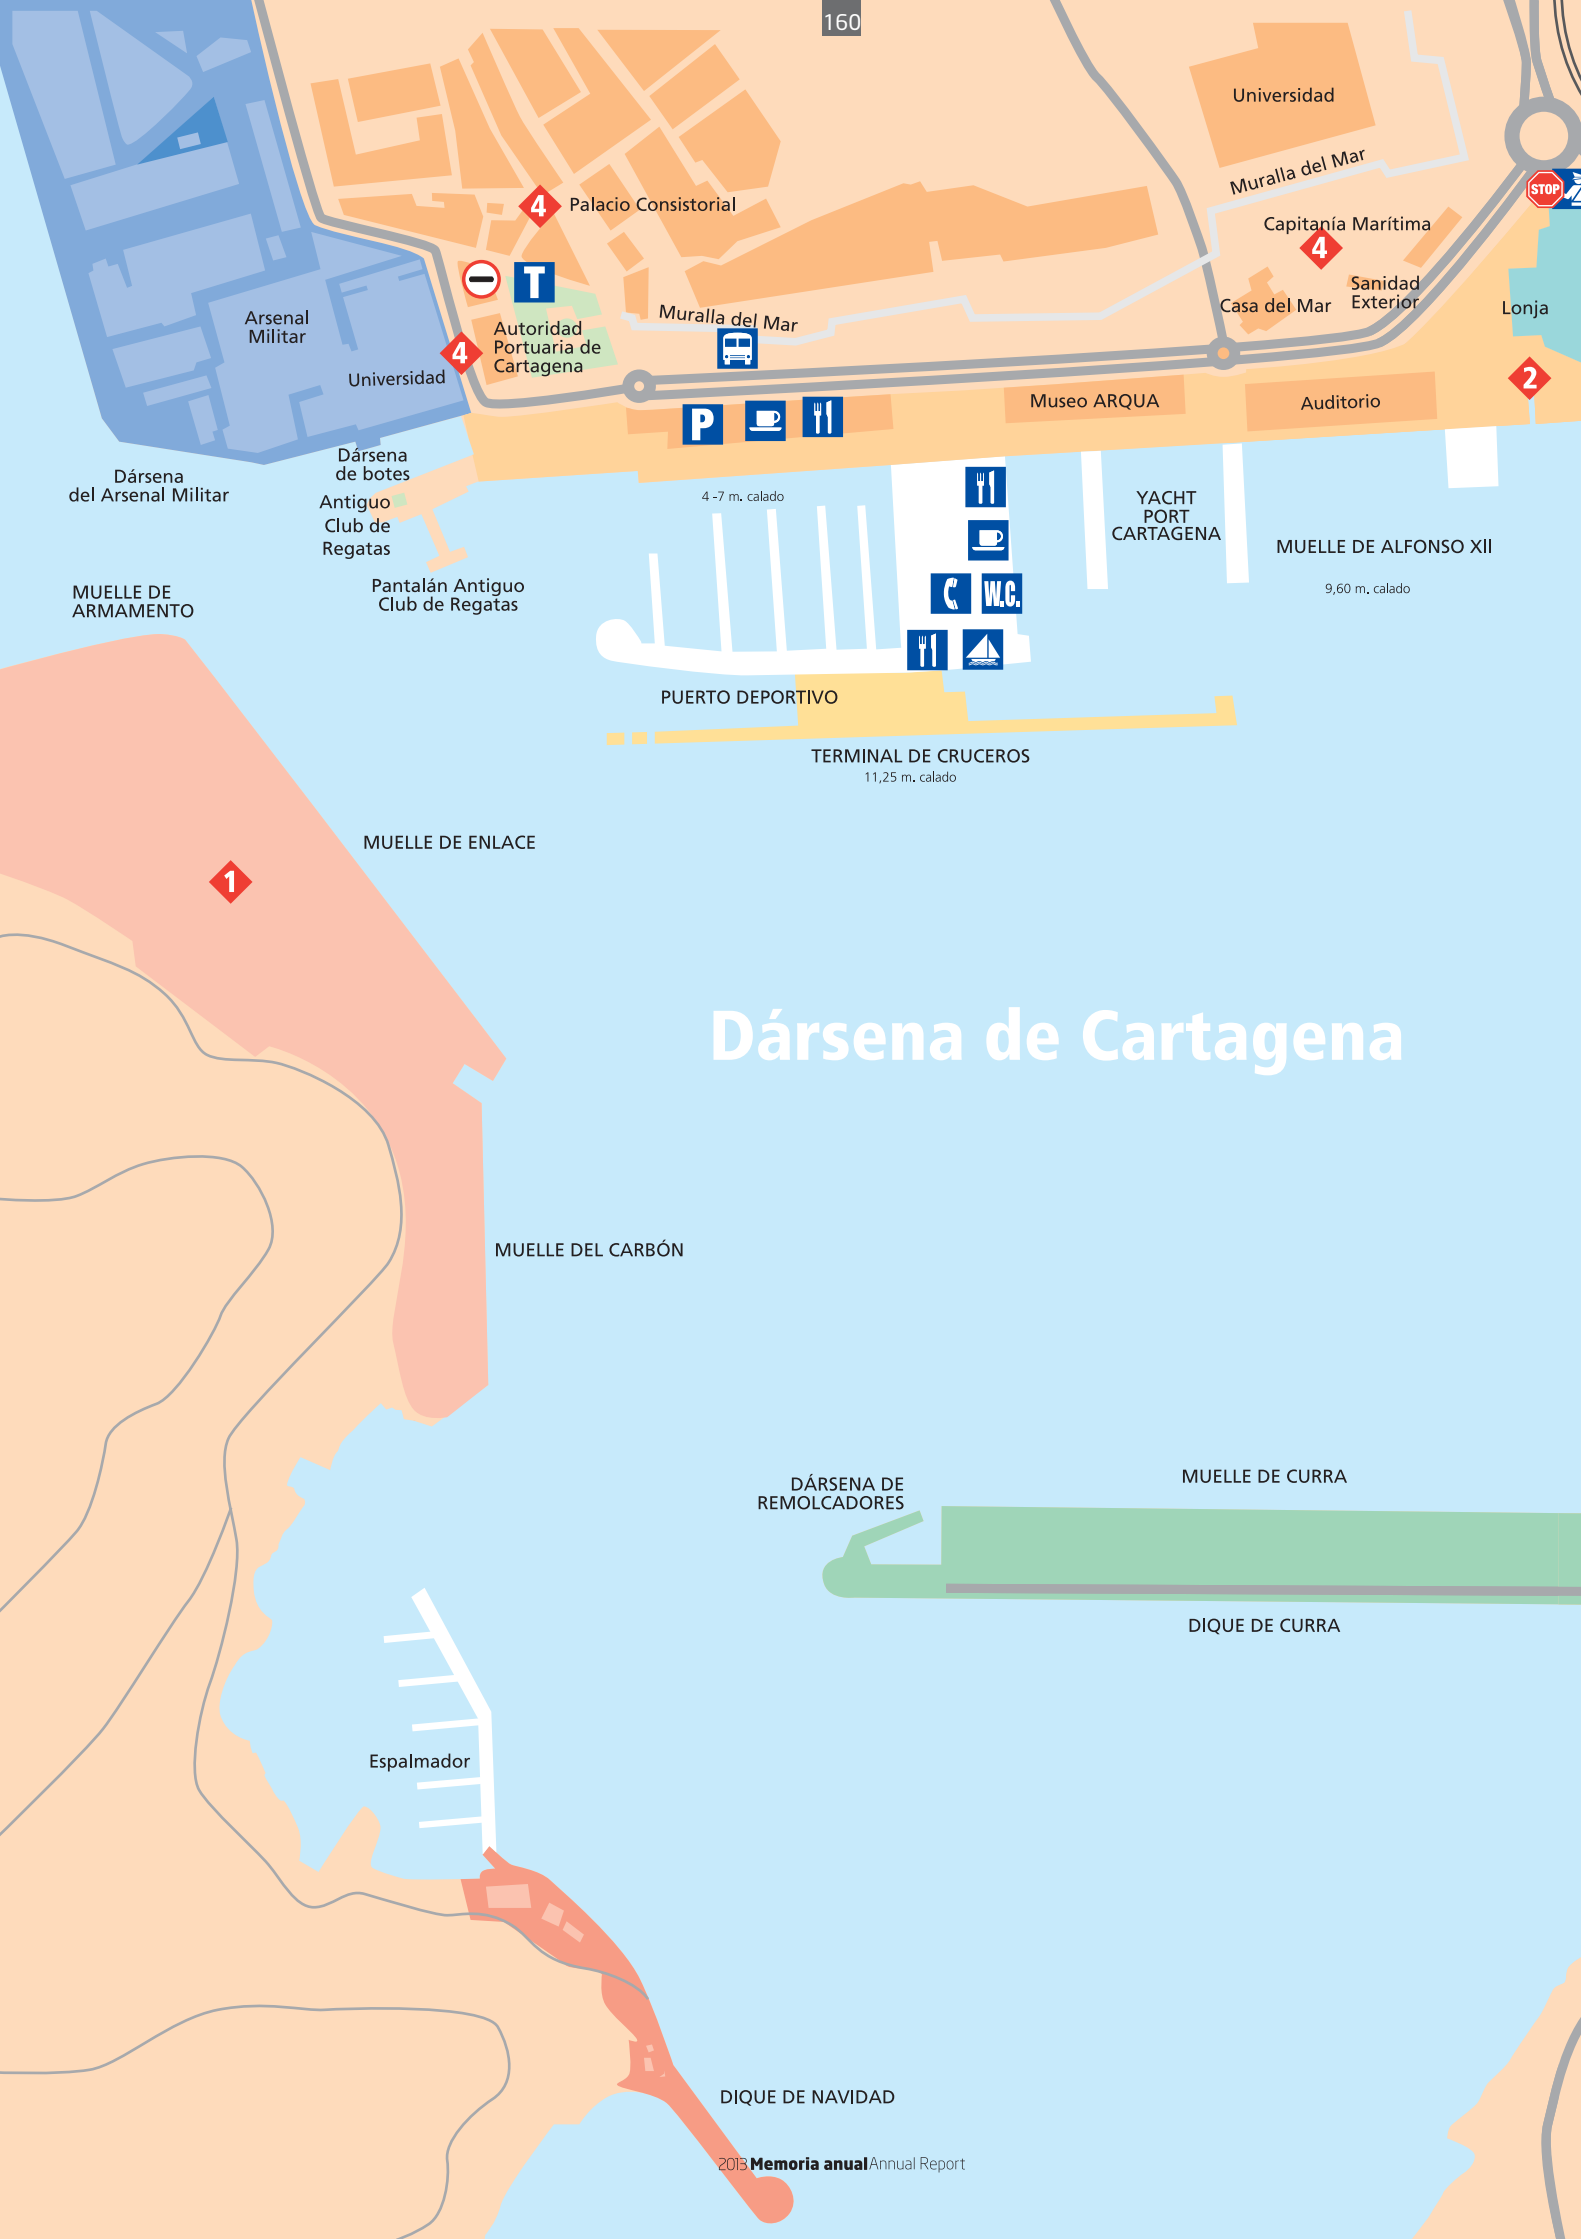 160
Universidad
Muralla del Mar
4
Palacio Consistorial
Capitanía Marítima
4
STOP
T
Sanidad
Exterior
Casa del Mar
Lonja
Arsenal
Militar
Muralla del Mar
Autoridad
Portuaria de
Cartagena
4
Universidad
2
Museo ARQUA
Auditorio
P
Dársena
de botes
Dársena
del Arsenal Militar
Antiguo
Club de
Regatas
4 -7 m. calado
YACHT
PORT
CARTAGENA
MUELLE DE ALFONSO XII
9,60 m. calado
MUELLE DE
ARMAMENTO
Pantalán Antiguo
Club de Regatas
W.C.
PUERTO DEPORTIVO
TERMINAL DE CRUCEROS
11,25 m. calado
MUELLE DE ENLACE
1
Dársena de Cartagena
MUELLE DEL CARBÓN
DÁRSENA DE
REMOLCADORES
MUELLE DE CURRA
DIQUE DE CURRA
Espalmador
DIQUE DE NAVIDAD
2013 Memoria anual Annual Report